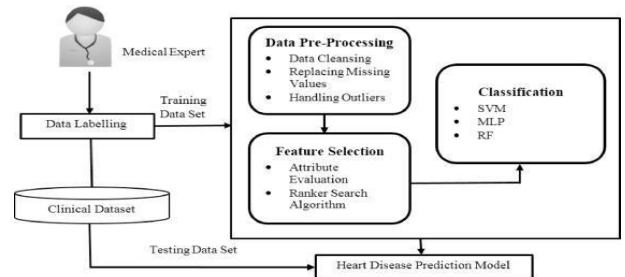 Medical Expert
Data Labelling
Training
Data Set
Clinical Dataset
Testing Data Set
Data Pre-Processing
• Data Cleansing
• Replacing Missing
Values
• Handling Outliers
Feature Selection
• Attribute
Evaluation
• Ranker Search
Algorithm
Classification
• SVM
• MLP
• RF
Heart Disease Prediction Model